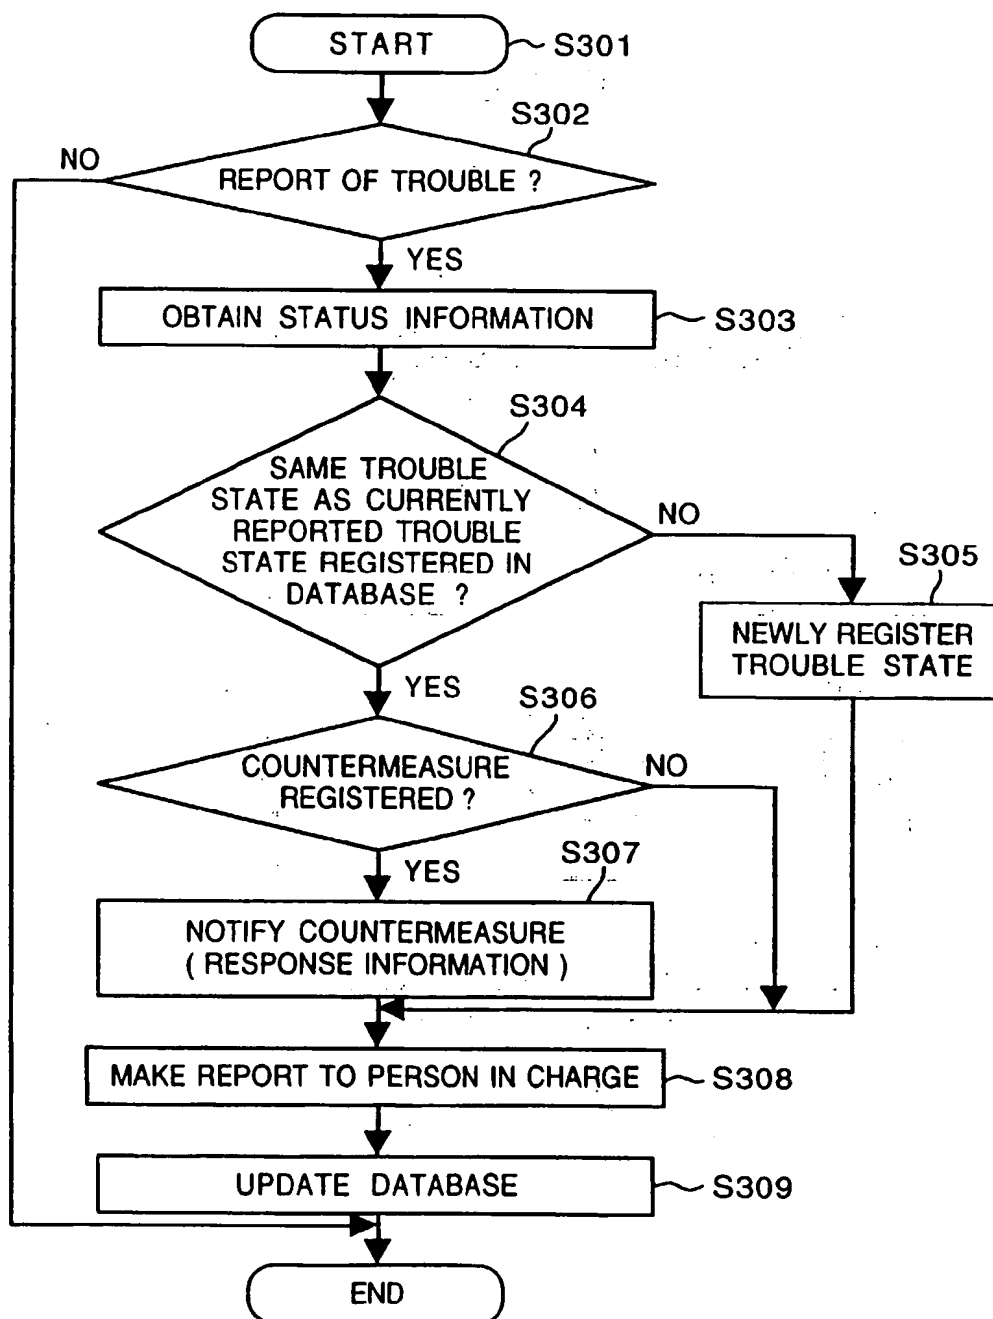 START
S301
S302
NO
REPORT OF TROUBLE ?
YES
OBTAIN STATUS INFORMATION
S303
S304
SAME TROUBLE
STATE AS CURRENTLY
REPORTED TROUBLE
STATE REGISTERED IN
DATABASE ?
NO
S305
NEWLY REGISTER
TROUBLE STATE
YES
S306
COUNTERMEASURE
REGISTERED ?
NO
YES
S307
NOTIFY COUNTERMEASURE
( RESPONSE INFORMATION )
MAKE REPORT TO PERSON IN CHARGE
S308
UPDATE DATABASE
S309
END